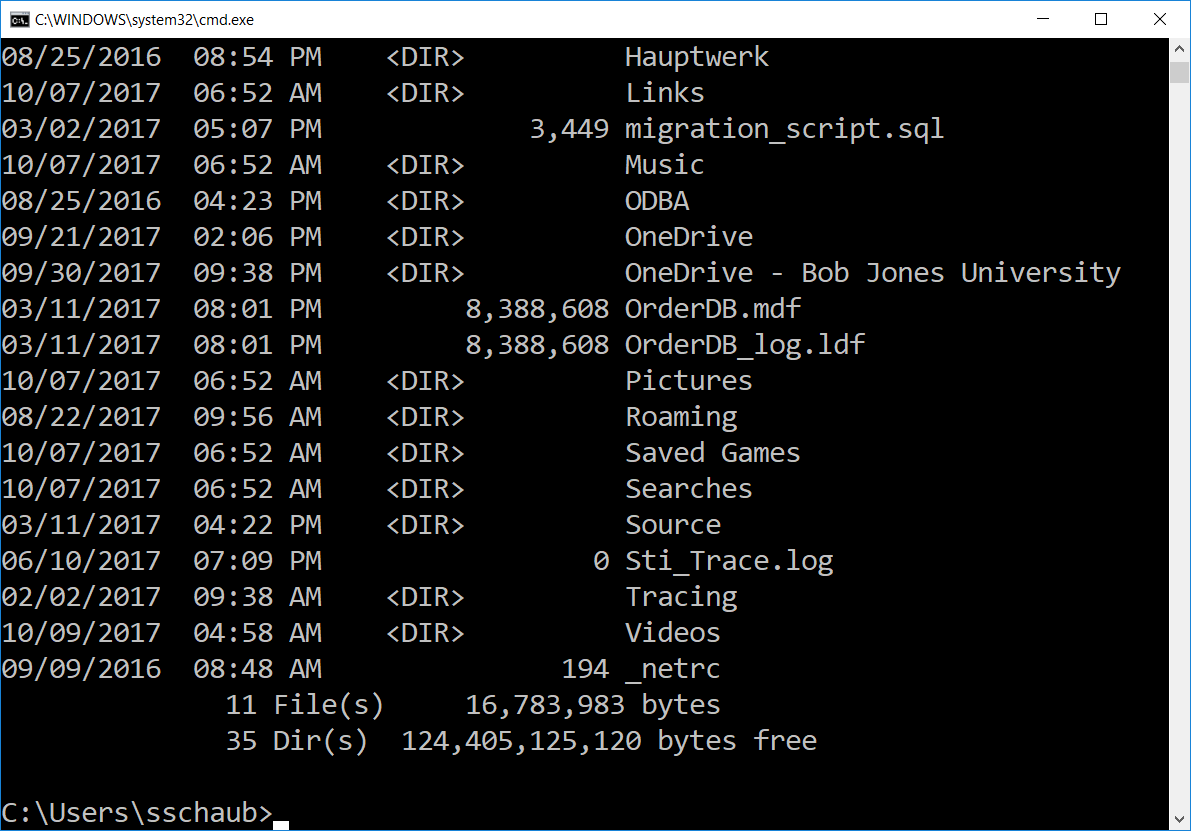 C:\WINDOWS\system32\cmd.exe
08/25/2016  08:54 PM    <DIR>          Hauptwerk
10/07/2017  06:52 AM    <DIR>          Links
03/02/2017  05:07 PM             3,449 migration_script.sql
10/07/2017  06:52 AM    <DIR>          Music
08/25/2016  04:23 PM    <DIR>          ODBA
09/21/2017  02:06 PM    <DIR>          OneDrive
09/30/2017  09:38 PM    <DIR>          OneDrive - Bob Jones University
03/11/2017  08:01 PM         8,388,608 OrderDB.mdf
03/11/2017  08:01 PM         8,388,608 OrderDB_log.ldf
10/07/2017  06:52 AM    <DIR>          Pictures
08/22/2017  09:56 AM    <DIR>          Roaming
10/07/2017  06:52 AM    <DIR>          Saved Games
10/07/2017  06:52 AM    <DIR>          Searches
03/11/2017  04:22 PM    <DIR>          Source
06/10/2017  07:09 PM                 0 Sti_Trace.log
02/02/2017  09:38 AM    <DIR>          Tracing
10/09/2017  04:58 AM    <DIR>          Videos
09/09/2016  08:48 AM               194 _netrc
              11 File(s)     16,783,983 bytes
              35 Dir(s)  124,405,125,120 bytes free
C:\Users\sschaub>